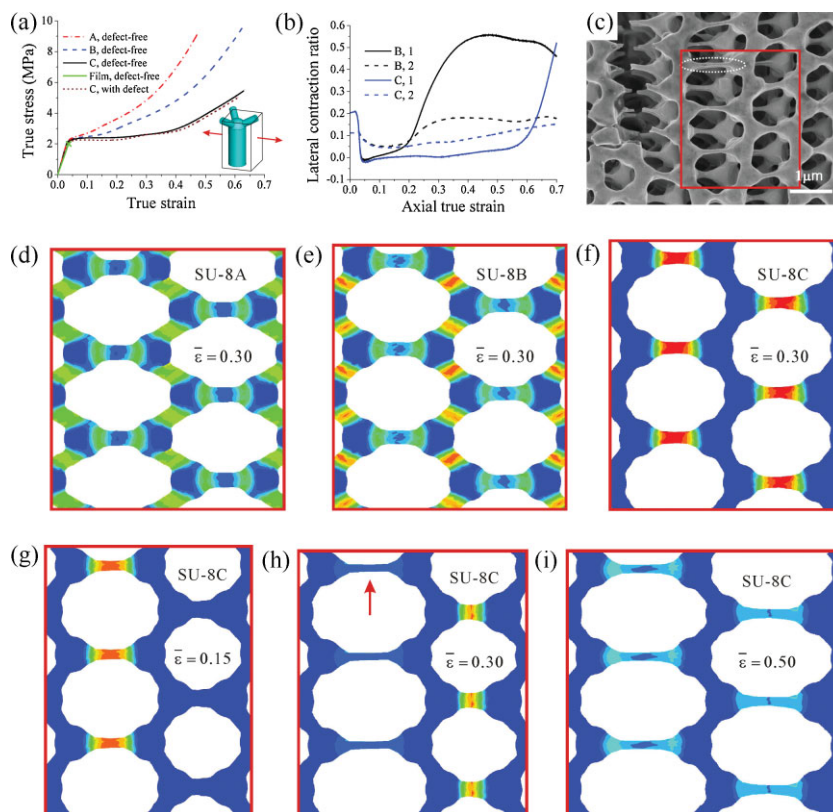 (a)
True stress (MPa)
10
8
6
4
2
0
A, defect-free
B, defect-free
C, defect-free
Film, defect-free
C, with defect
0.0 0.1 0.2 0.3 0.4 0.5 0.6 0.7
True strain
(b)
Lateral contraction ratio
0.6
0.5
0.4
0.3
0.2
0.1
0.0
0.1
B, 1
B, 2
C, 1
C, 2
0.0 0.1 0.2 0.3 0.4 0.5 0.6 0.7
Axial true strain
(c)
1μm
(d)
SU-8A
ε̄ = 0.30
(e)
SU-8B
ε̄ = 0.30
(f)
SU-8C
ε̄ = 0.30
(g)
SU-8C
ε̄ = 0.15
(h)
SU-8C
ε̄ = 0.30
(i)
SU-8C
ε̄ = 0.50